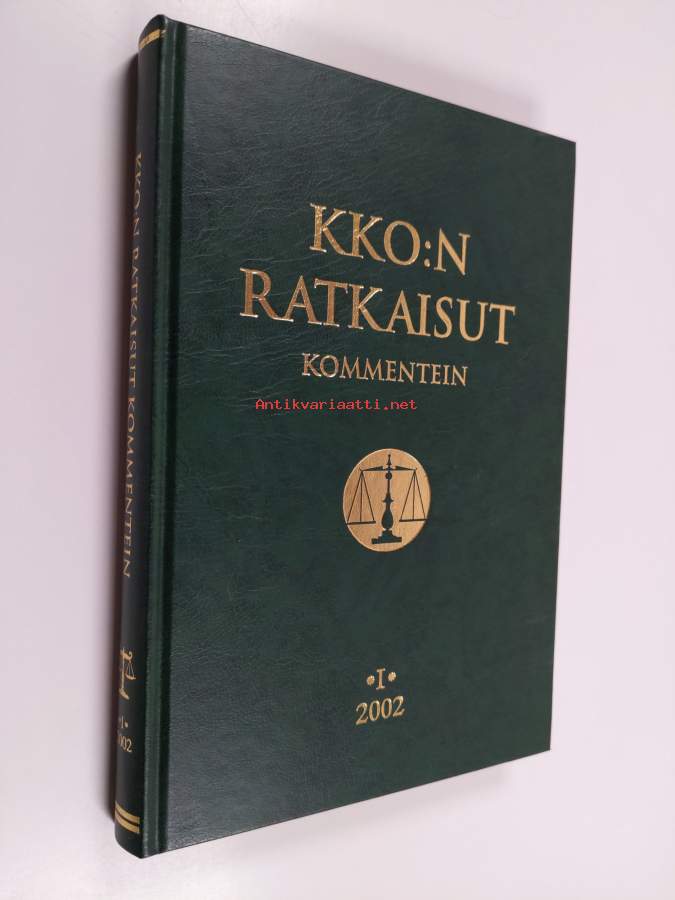 KKO:N
RATKAISUT
KOMMENTEIN
Antikvariaatti.net
•I•
2002
KKO:N RATKAISUT KOMMENTEIN
•I•
2002